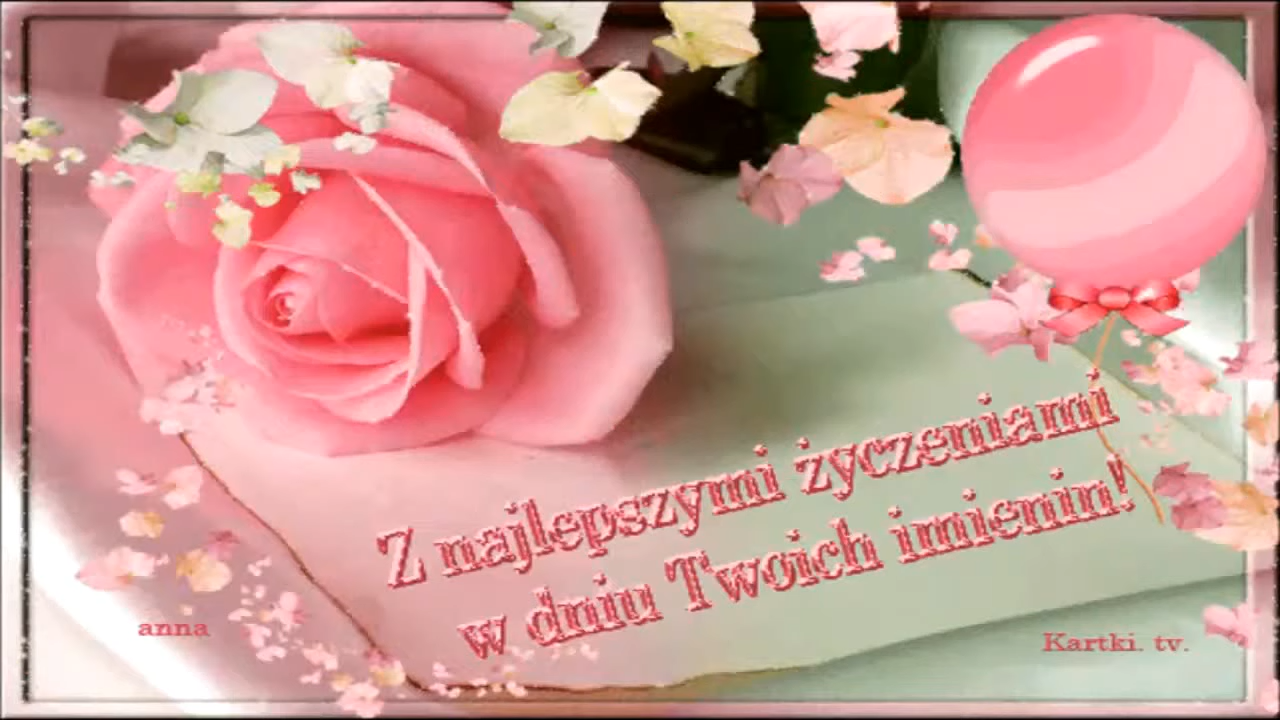 Z najlepszymi życzeniami
w dniu Twoich imienin!
anna
Kartki. tv.